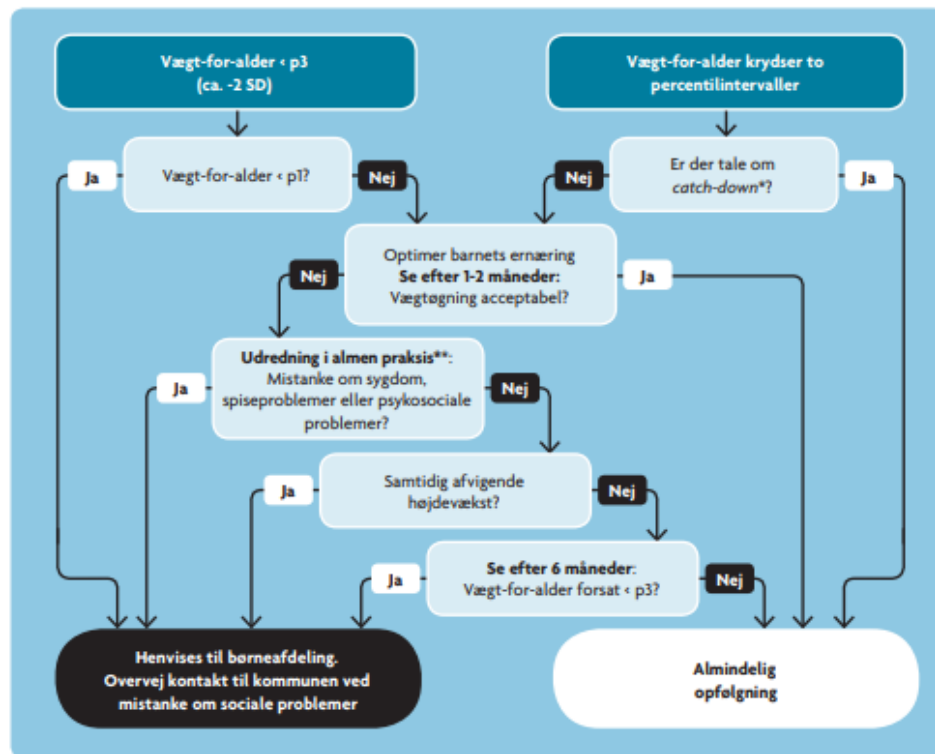 Vægt-for-alder < p3
(ca. -2 SD)
Vægt-for-alder krydser to
percentilintervaller
Ja
Vægt-for-alder < p1?
Nej
Nej
Er der tale om
catch-down*?
Ja
Optimer barnets ernæring
Se efter 1-2 måneder:
Vægtøgning acceptabel?
Nej
Ja
Udredning i almen praksis**:
Mistanke om sygdom,
spiseproblemer eller psykosociale
problemer?
Ja
Nej
Samtidig afvigende
højdevækst?
Ja
Nej
Se efter 6 måneder:
Vægt-for-alder forsat < p3?
Ja
Nej
Henvises til børneafdeling.
Overvej kontakt til kommunen ved
mistanke om sociale problemer
Almindelig
opfølgning